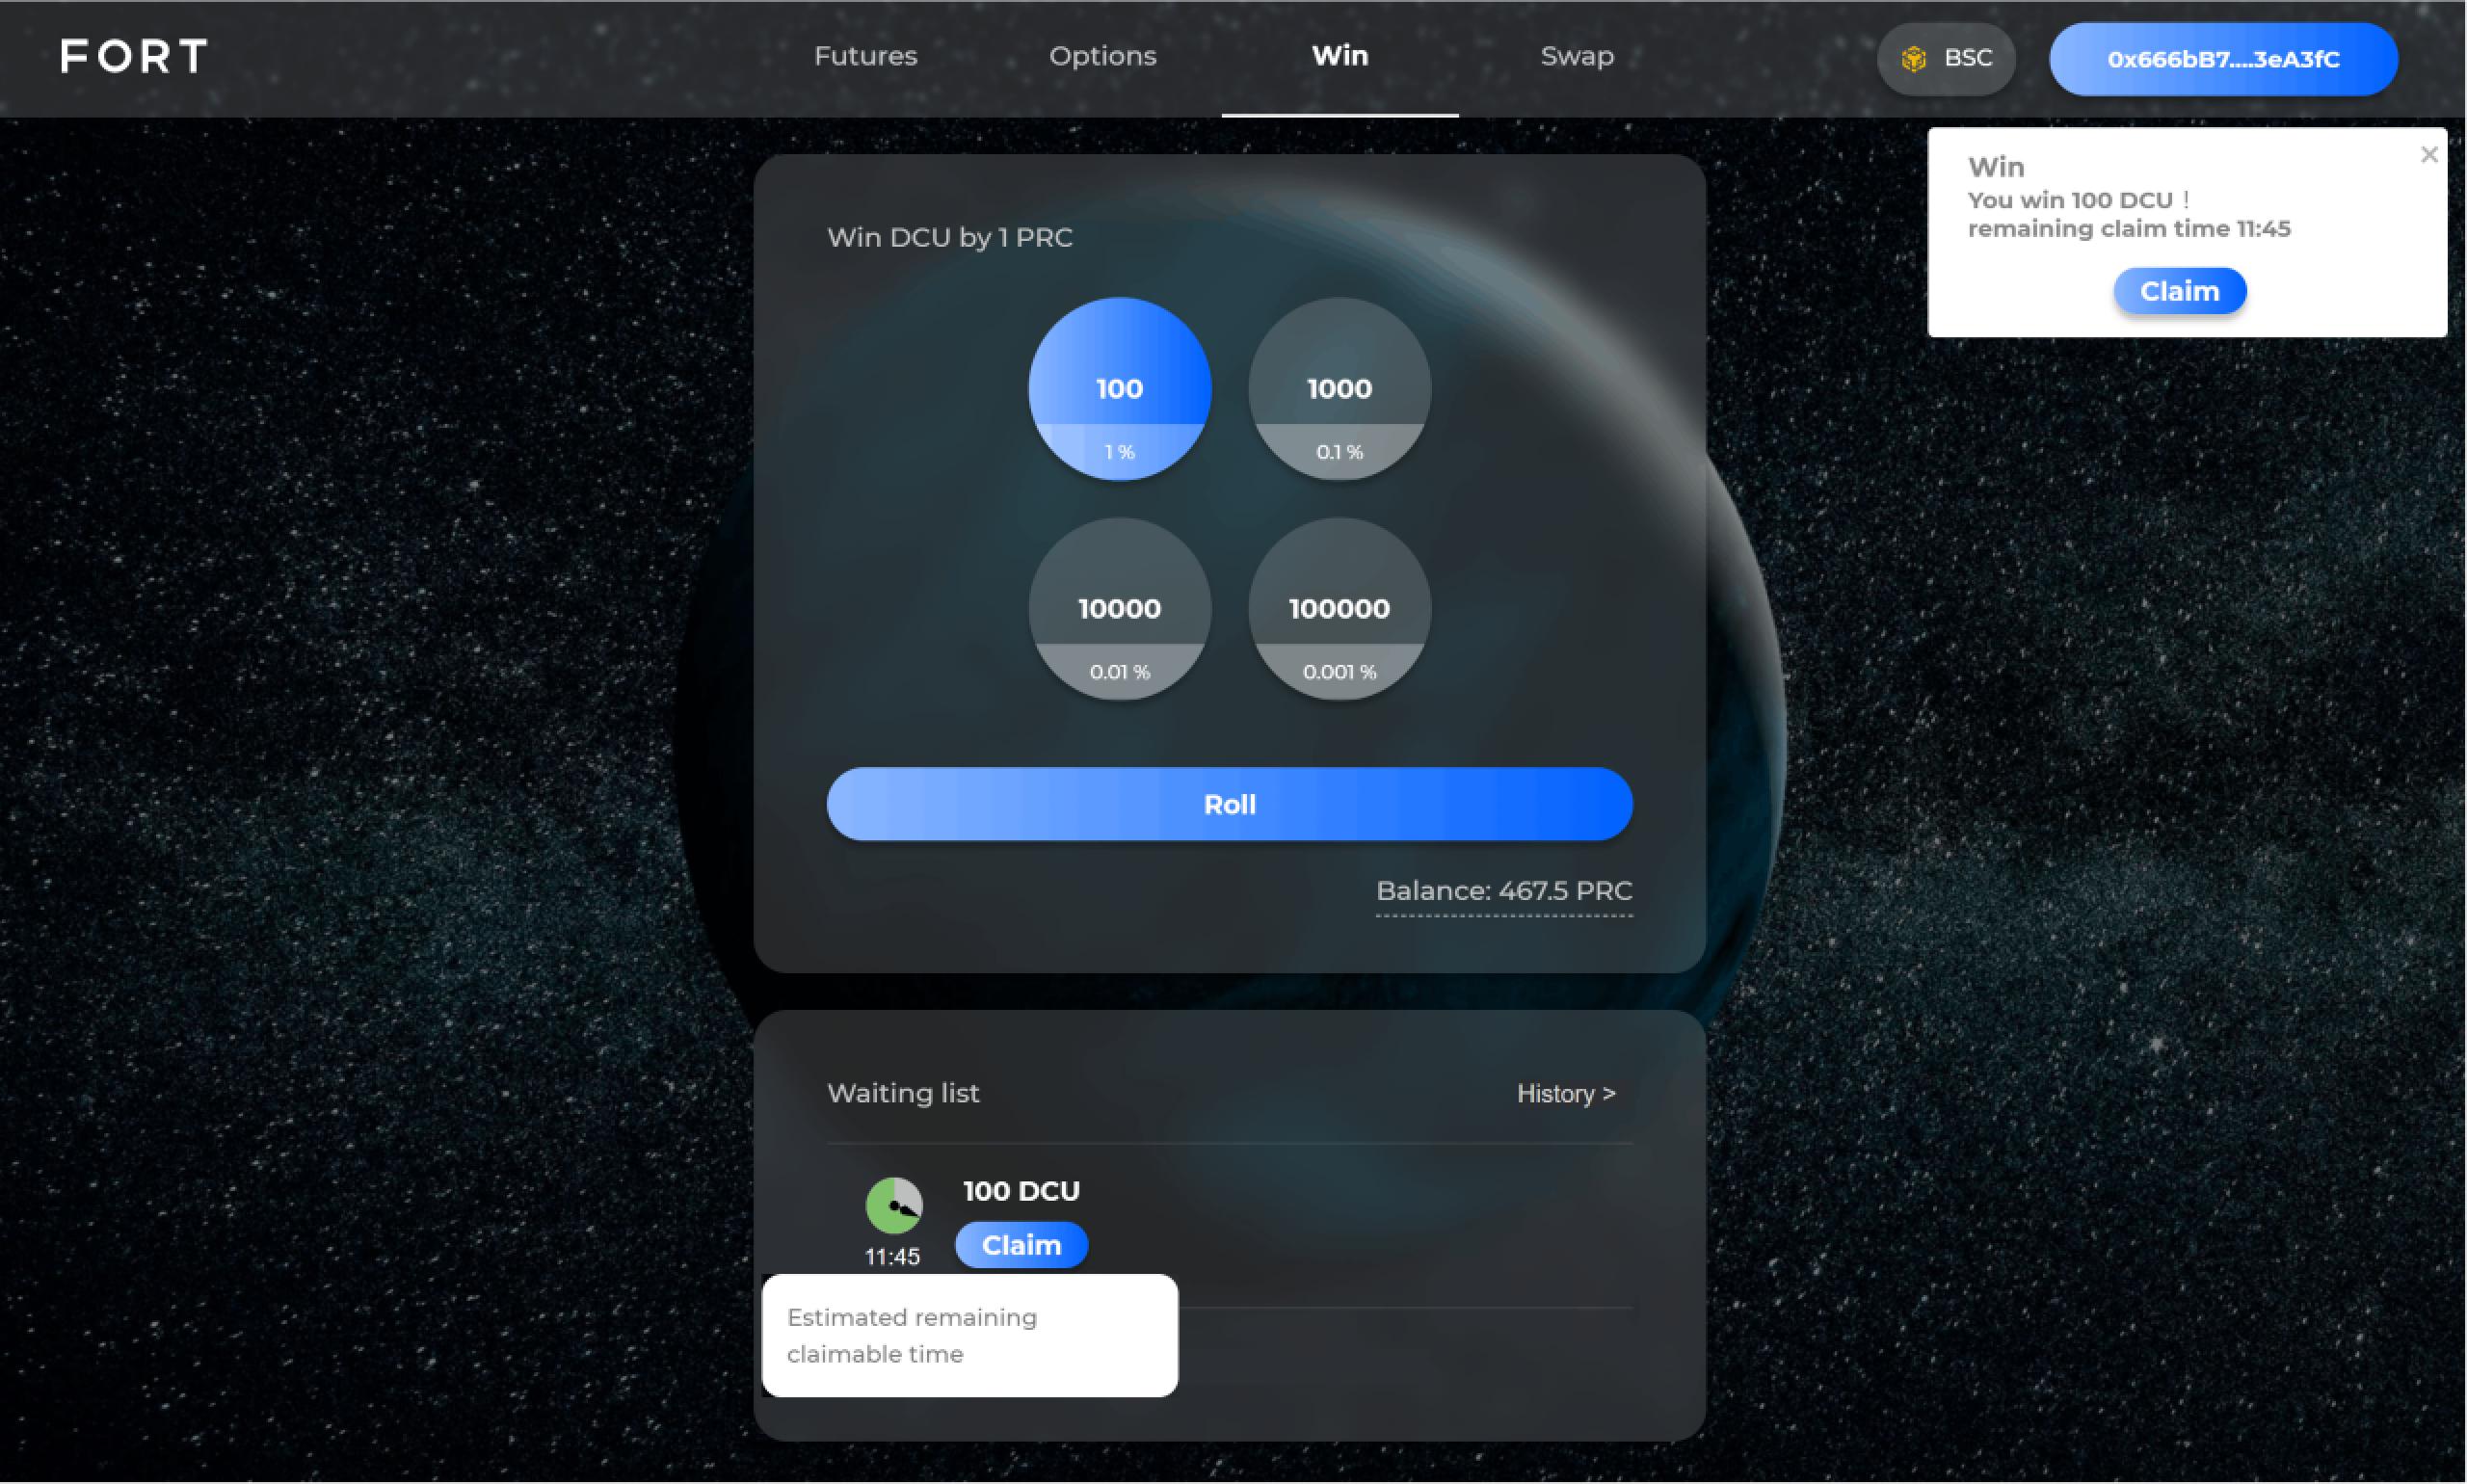 FORT
Futures
Options
Win
Swap
BSC
0x666bB7....3eA3fC
Win
You win 100 DCU !
remaining claim time 11:45
Claim
Win DCU by 1 PRC
100
1 %
1000
0.1 %
10000
0.01 %
100000
0.001 %
Roll
Balance: 467.5 PRC
Waiting list
History >
100 DCU
11:45
Claim
Estimated remaining
claimable time